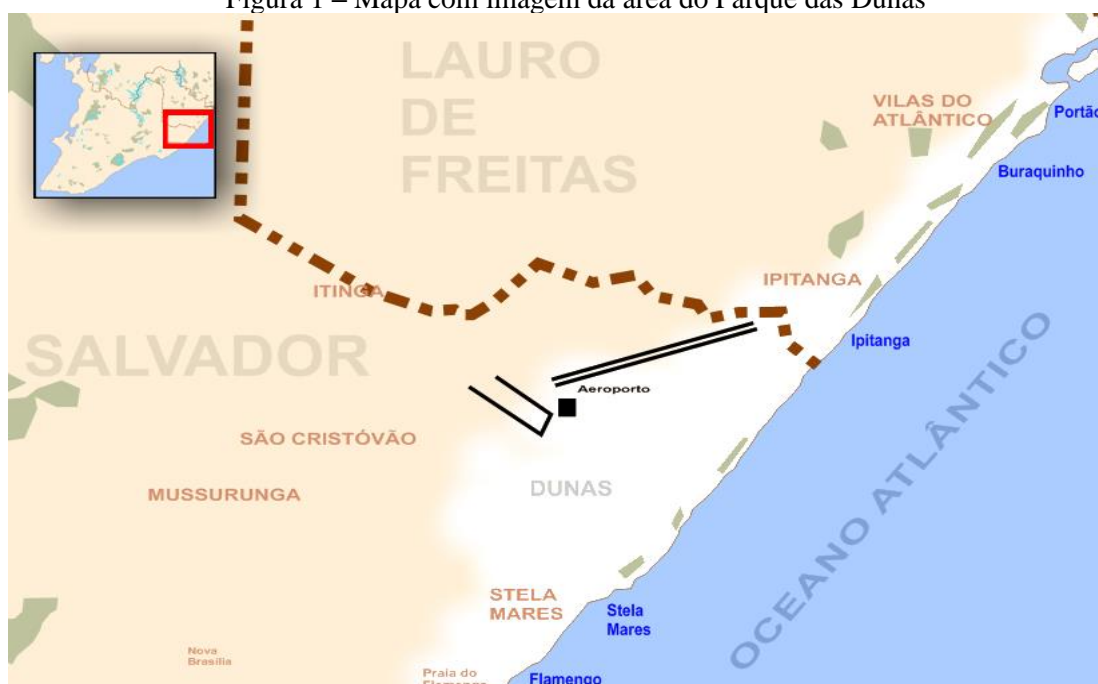 Figura 1 – Mapa com imagem da área do Parque das Dunas
LAURO
DE
FREITAS
VILAS DO
ATLÂNTICO
Portão
Buraquinho
IPITANGA
ITINGA
SALVADOR
Ipitanga
Aeroporto
OCEANO ATLÂNTICO
SÃO CRISTÓVÃO
DUNAS
MUSSURUNGA
STELA
MARES
Stela
Mares
Nova
Brasília
Praia do
Flamengo
Flamengo